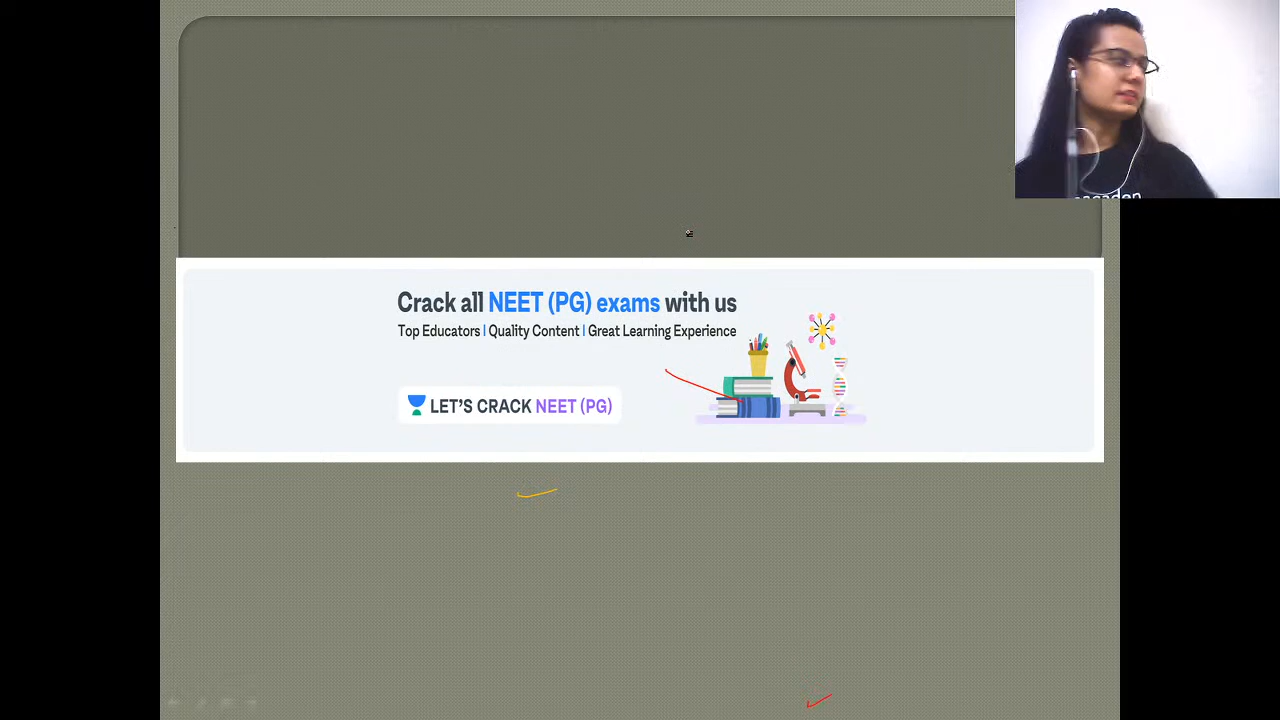 Crack all NEET (PG) exams with us
Top Educators | Quality Content | Great Learning Experience
LET'S CRACK NEET (PG)